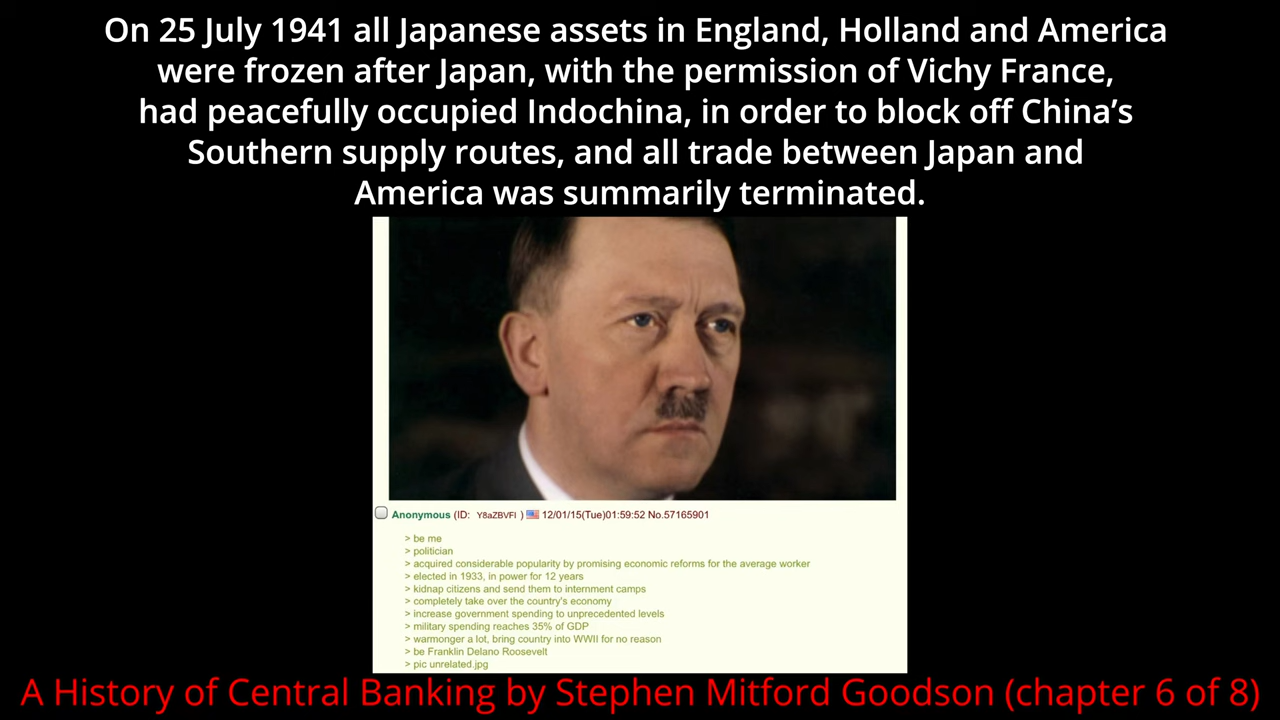 On 25 July 1941 all Japanese assets in England, Holland and America
were frozen after Japan, with the permission of Vichy France,
had peacefully occupied Indochina, in order to block off China’s
Southern supply routes, and all trade between Japan and
America was summarily terminated.
Anonymous (ID: Y8aZBVFI ) 12/01/15(Tue)01:59:52 No.57165901
> be me
> politician
> acquired considerable popularity by promising economic reforms for the average worker
> elected in 1933, in power for 12 years
> kidnap citizens and send them to internment camps
> completely take over the country's economy
> increase government spending to unprecedented levels
> military spending reaches 35% of GDP
> warmonger a lot, bring country into WWII for no reason
> be Franklin Delano Roosevelt
> pic unrelated.jpg
A History of Central Banking by Stephen Mitford Goodson (chapter 6 of 8)